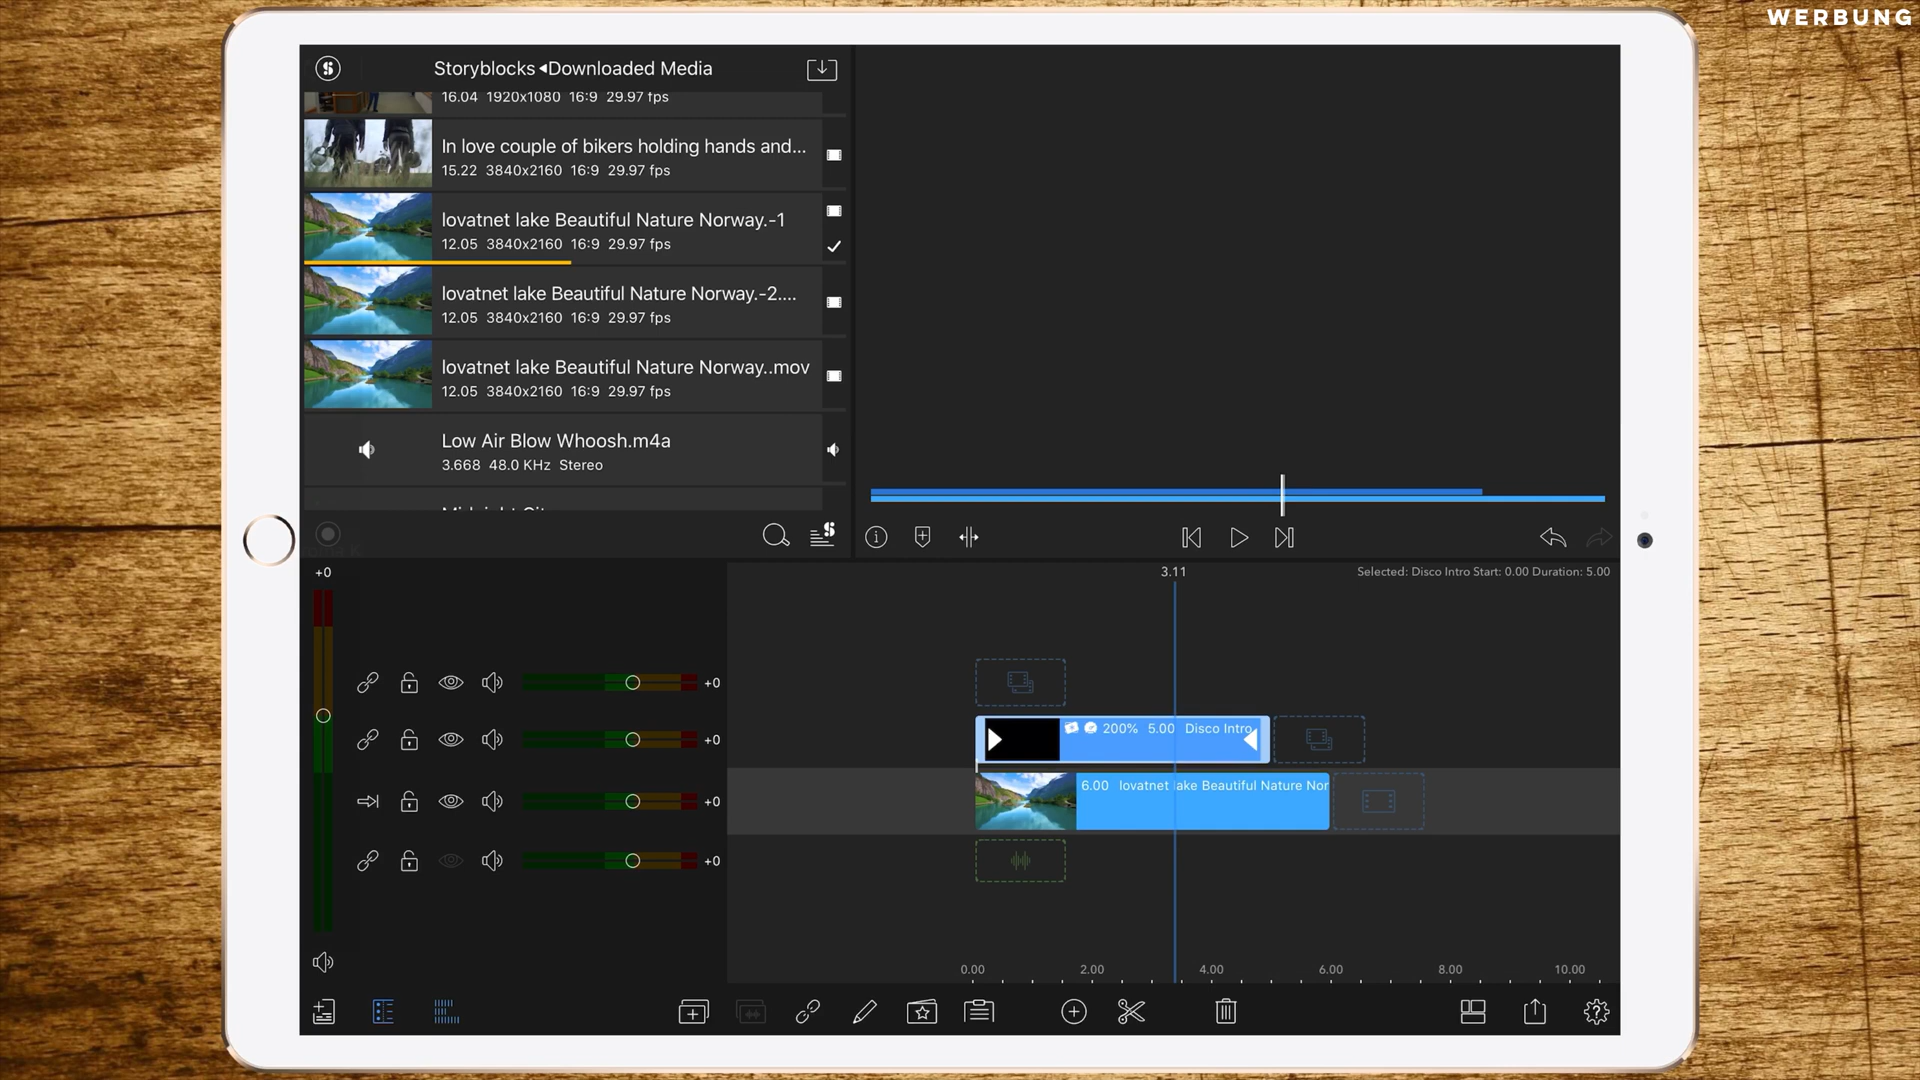 WERBUNG
Storyblocks◂Downloaded Media
16.04 1920x1080 16:9 29.97 fps
In love couple of bikers holding hands and...
15.22 3840x2160 16:9 29.97 fps
lovatnet lake Beautiful Nature Norway.-1
12.05 3840x2160 16:9 29.97 fps
lovatnet lake Beautiful Nature Norway.-2....
12.05 3840x2160 16:9 29.97 fps
lovatnet lake Beautiful Nature Norway..mov
12.05 3840x2160 16:9 29.97 fps
Low Air Blow Whoosh.m4a
3.668 48.0 KHz Stereo
+0
3.11
Selected: Disco Intro Start: 0.00 Duration: 5.00
+0
200% 5.00 Disco Intro
+0
6.00 lovatnet lake Beautiful Nature Nor
+0
+0
0.00 2.00 4.00 6.00 8.00 10.00